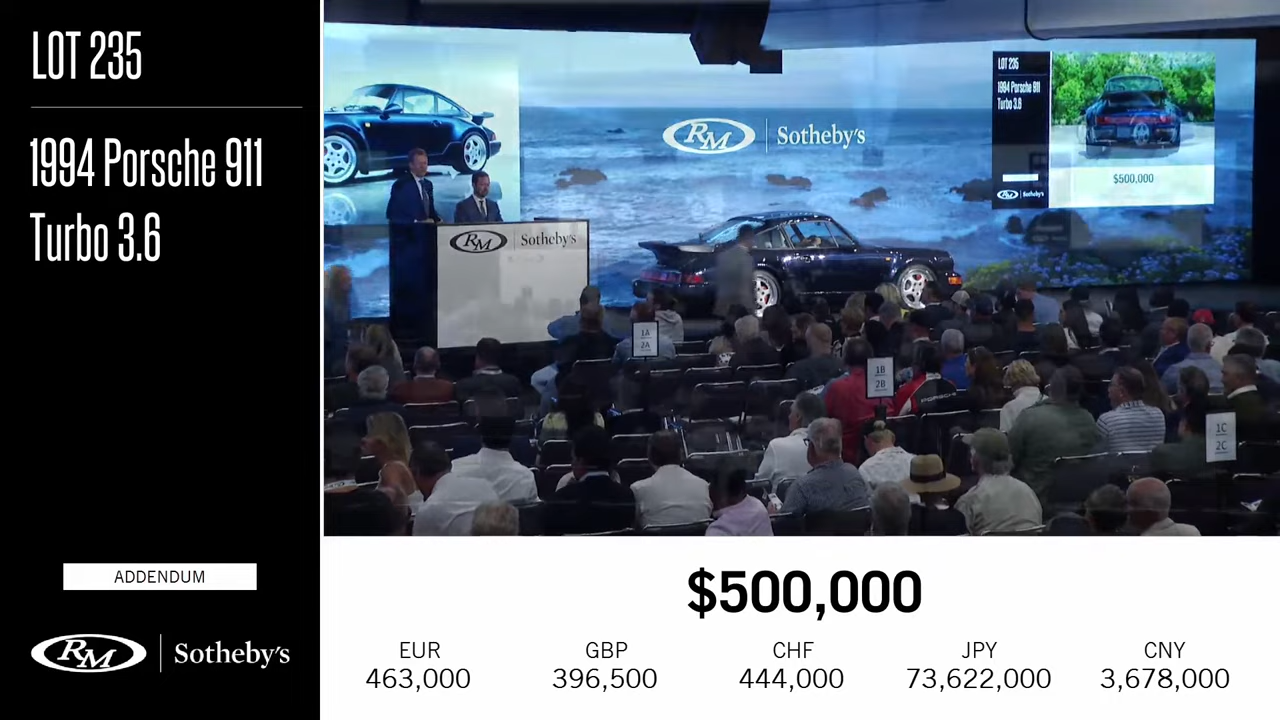 LOT 235
1994 Porsche 911
Turbo 3.6
ADDENDUM
RM Sotheby's
RM Sotheby's
LOT 235
1994 Porsche 911
Turbo 3.6
$500,000
RM Sotheby's
1A
2A
1B
2B
PORSCHE
1C
2C
$500,000
EUR
463,000
GBP
396,500
CHF
444,000
JPY
73,622,000
CNY
3,678,000